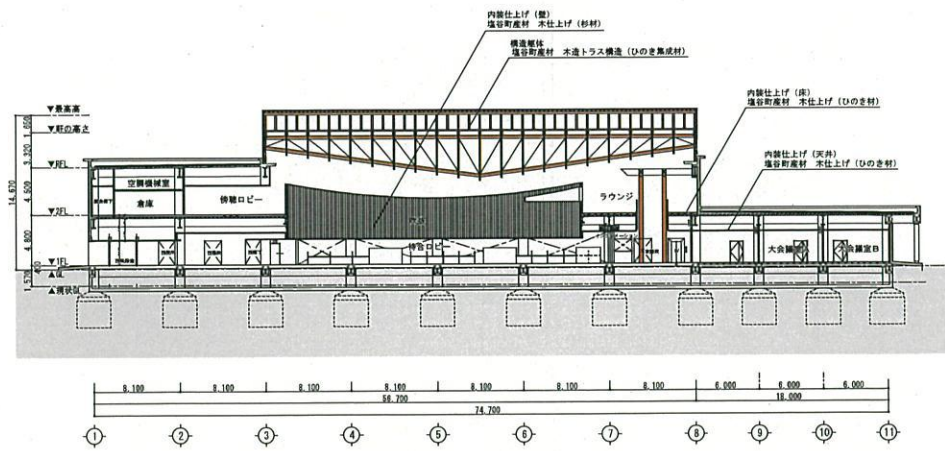 内装仕上げ（壁）
塩谷町産材　木仕上げ（杉材）
構造躯体
塩谷町産材　木造トラス構造（ひのき集成材）
内装仕上げ（床）
塩谷町産材　木仕上げ（ひのき材）
内装仕上げ（天井）
塩谷町産材　木仕上げ（ひのき材）
▼最高高
▼軒の高さ
▼RFL
▼2FL
▼1FL
▲GL
▲現状GL
14,670
1,650
3,320
4,500
4,800
400
1,520
空調機械室
倉庫
傍聴ロビー
ラウンジ
待合ロビー
大会議室
大会議室B
8,100 8,100 8,100 8,100 8,100 8,100 8,100 6,000 6,000 6,000
56,700 18,000
74,700
1 2 3 4 5 6 7 8 9 10 11